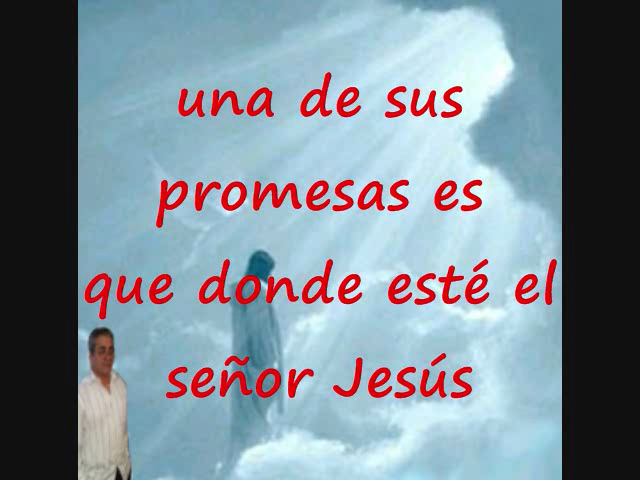 una de sus
promesas es
que donde esté el
señor Jesús